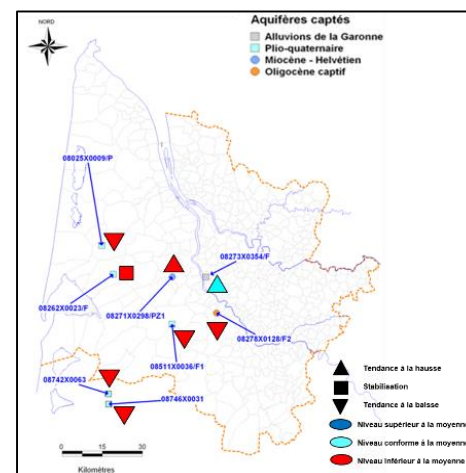 NORD
Aquifères captés
Alluvions de la Garonne
Plio-quaternaire
Miocène - Helvétien
Oligocène captif
08025X0009/P
08273X0354/F
08262X0023/F
08271X0298/PZ1
08278X0128/F2
08511X0036/F1
08742X0063
08746X0031
Tendance à la hausse
Stabilisation
Tendance à la baisse
Niveau supérieur à la moyenne
Niveau conforme à la moyenne
Niveau inférieur à la moyenne
0 15 30
Kilomètres